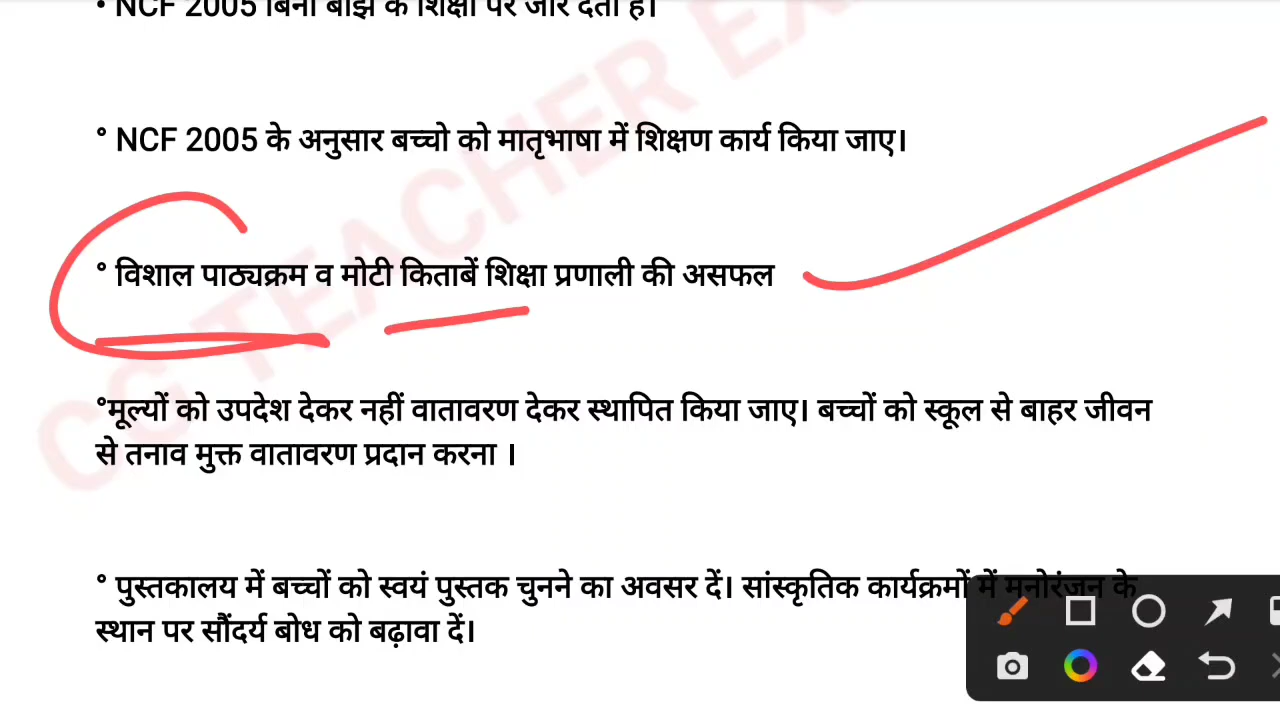 • NCF 2005 बिना बोझ के शिक्षा पर जोर देता है।
° NCF 2005 के अनुसार बच्चो को मातृभाषा में शिक्षण कार्य किया जाए।
° विशाल पाठ्यक्रम व मोटी किताबें शिक्षा प्रणाली की असफल
°मूल्यों को उपदेश देकर नहीं वातावरण देकर स्थापित किया जाए। बच्चों को स्कूल से बाहर जीवन
से तनाव मुक्त वातावरण प्रदान करना ।
° पुस्तकालय में बच्चों को स्वयं पुस्तक चुनने का अवसर दें। सांस्कृतिक कार्यक्रमों में मनोरंजन के
स्थान पर सौंदर्य बोध को बढ़ावा दें।
CG TEACHER